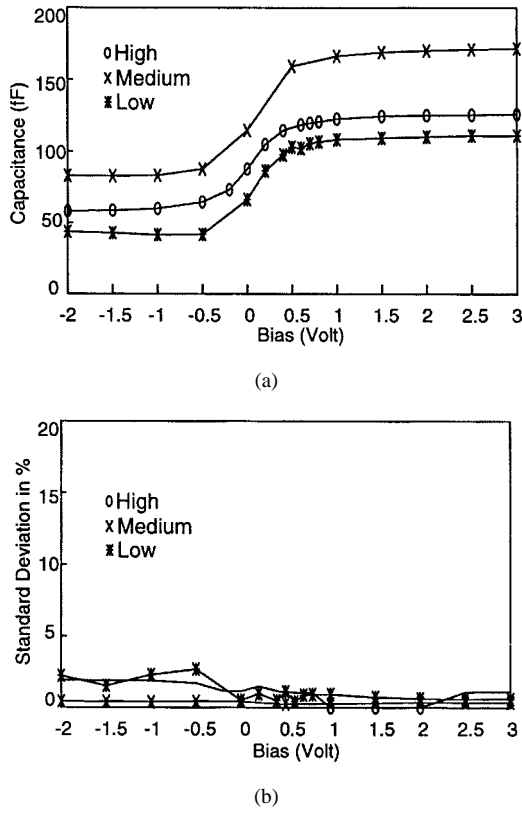 200
150
100
50
0
Capacitance (fF)
High
Medium
Low
-2 -1.5 -1 -0.5 0 0.5 1 1.5 2 2.5 3
Bias (Volt)
(a)
20
15
10
5
0
Standard Deviation in %
High
Medium
Low
-2 -1.5 -1 -0.5 0 0.5 1 1.5 2 2.5 3
Bias (Volt)
(b)